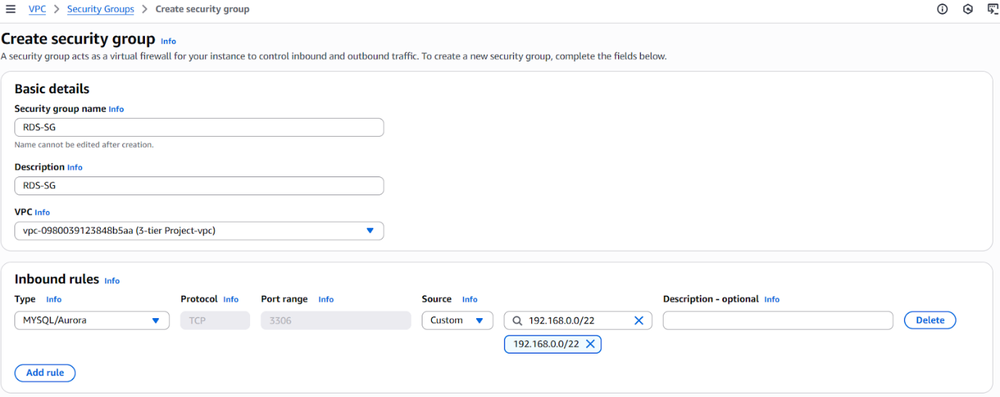 VPC > Security Groups > Create security group
Create security group Info
A security group acts as a virtual firewall for your instance to control inbound and outbound traffic. To create a new security group, complete the fields below.
Basic details
Security group name Info
RDS-SG
Name cannot be edited after creation.
Description Info
RDS-SG
VPC Info
vpc-0980039123848b5aa (3-tier Project-vpc)
Inbound rules Info
Type Info Protocol Info Port range Info Source Info Description - optional Info
MYSQL/Aurora TCP 3306 Custom 192.168.0.0/22 Delete
192.168.0.0/22
Add rule